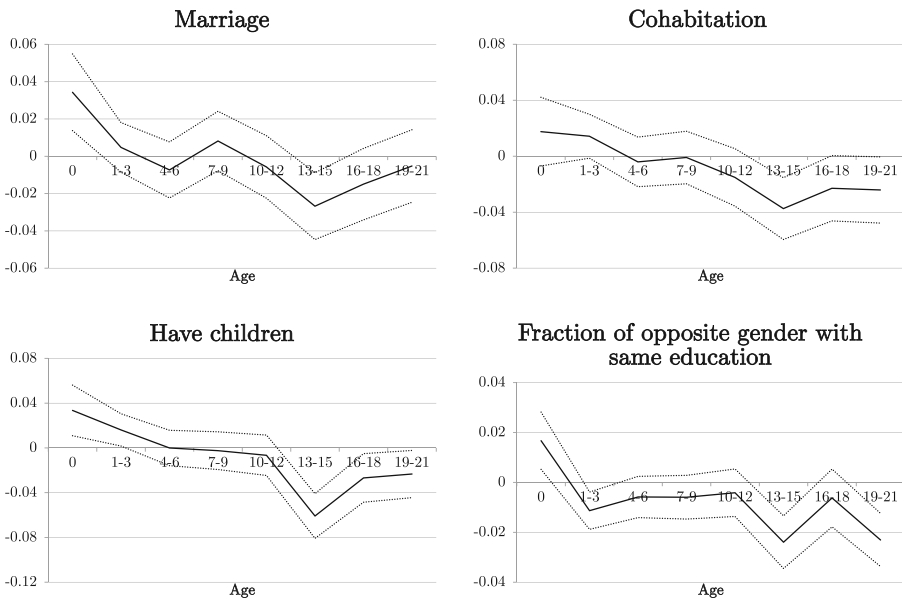 Marriage
0.06
0.04
0.02
0
-0.02
-0.04
-0.06
0 1-3 4-6 7-9 10-12 13-15 16-18 19-21
Age
Cohabitation
0.08
0.04
0
-0.04
-0.08
0 1-3 4-6 7-9 10-12 13-15 16-18 19-21
Age
Have children
0.08
0.04
0
-0.04
-0.08
-0.12
0 1-3 4-6 7-9 10-12 13-15 16-18 19-21
Age
Fraction of opposite gender with
same education
0.04
0.02
0
-0.02
-0.04
0 1-3 4-6 7-9 10-12 13-15 16-18 19-21
Age